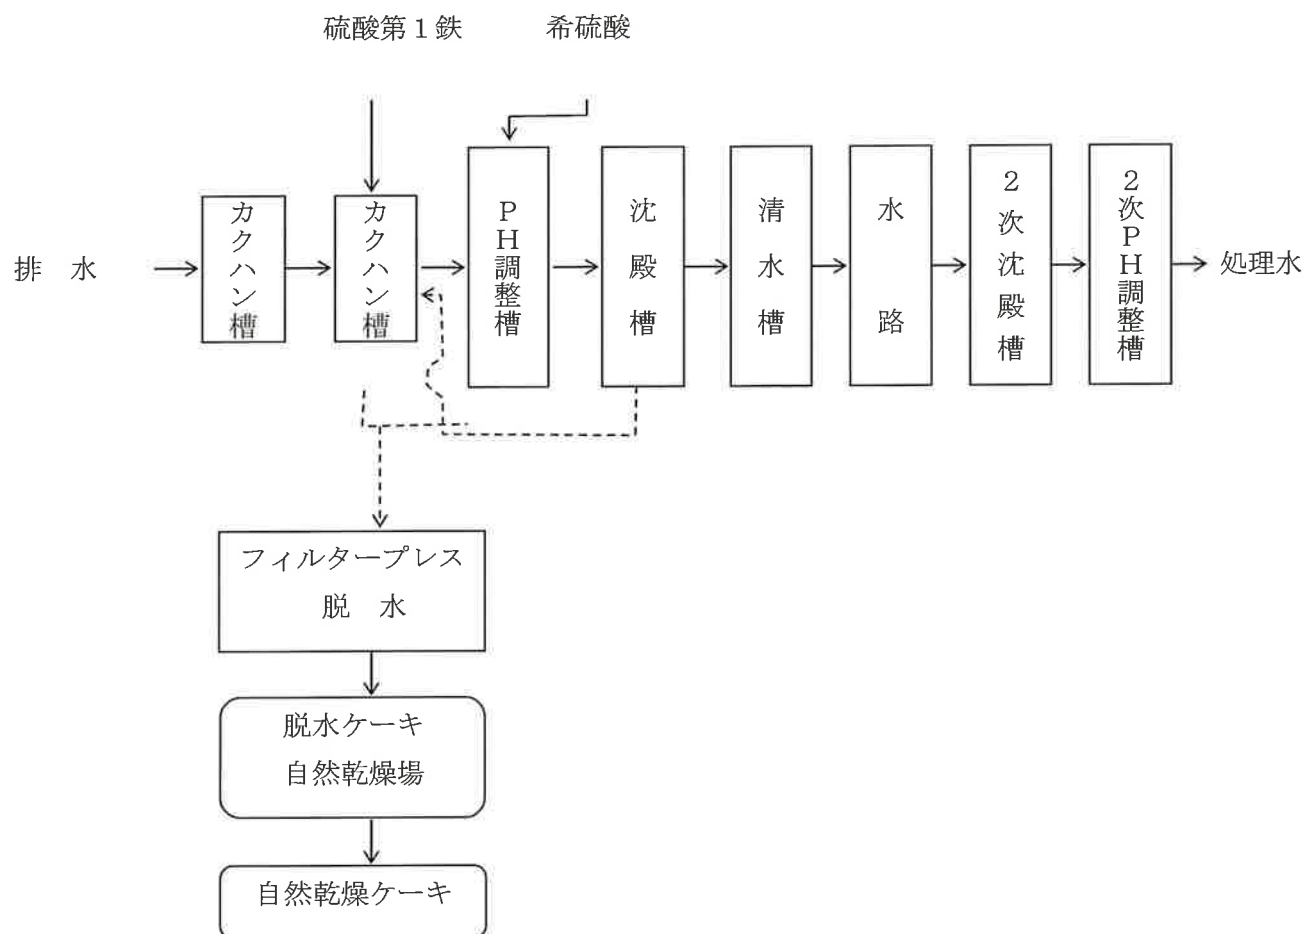 硫酸第1鉄
希硫酸
排 水
カクハン槽
カクハン槽
PH調整槽
沈殿槽
清水槽
水路
2次沈殿槽
2次PH調整槽
処理水
フィルタープレス
脱 水
脱水ケーキ
自然乾燥場
自然乾燥ケーキ